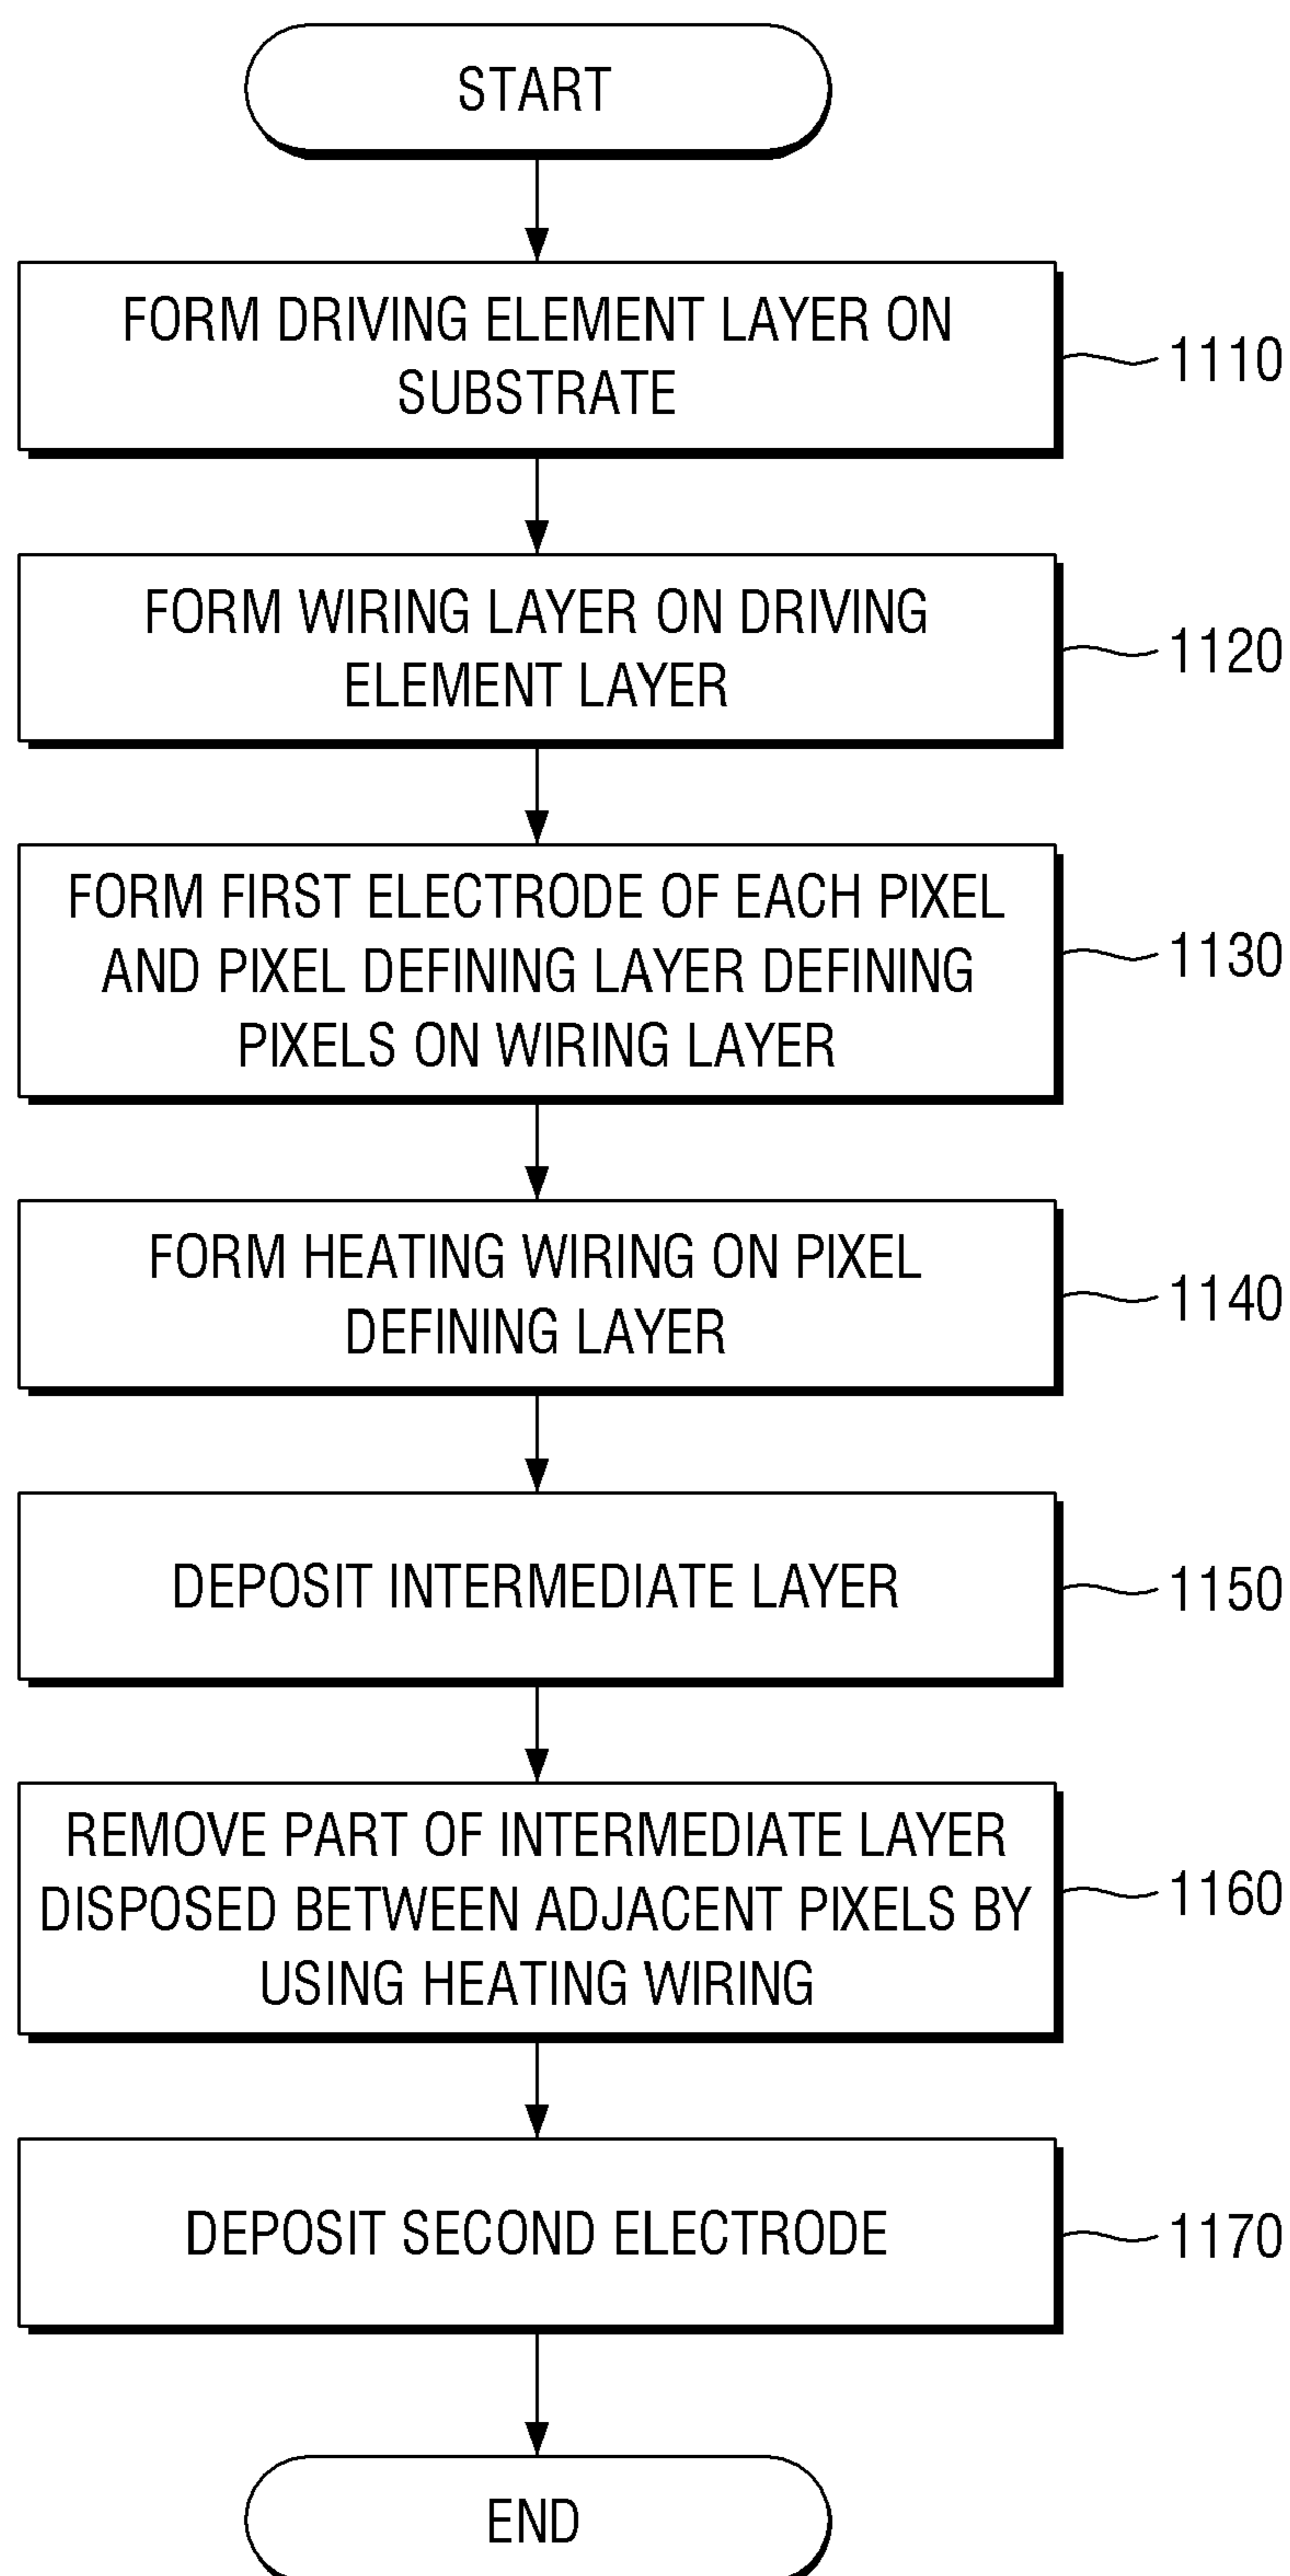 START
FORM DRIVING ELEMENT LAYER ON
SUBSTRATE
1110
FORM WIRING LAYER ON DRIVING
ELEMENT LAYER
1120
FORM FIRST ELECTRODE OF EACH PIXEL
AND PIXEL DEFINING LAYER DEFINING
PIXELS ON WIRING LAYER
1130
FORM HEATING WIRING ON PIXEL
DEFINING LAYER
1140
DEPOSIT INTERMEDIATE LAYER
1150
REMOVE PART OF INTERMEDIATE LAYER
DISPOSED BETWEEN ADJACENT PIXELS BY
USING HEATING WIRING
1160
DEPOSIT SECOND ELECTRODE
1170
END